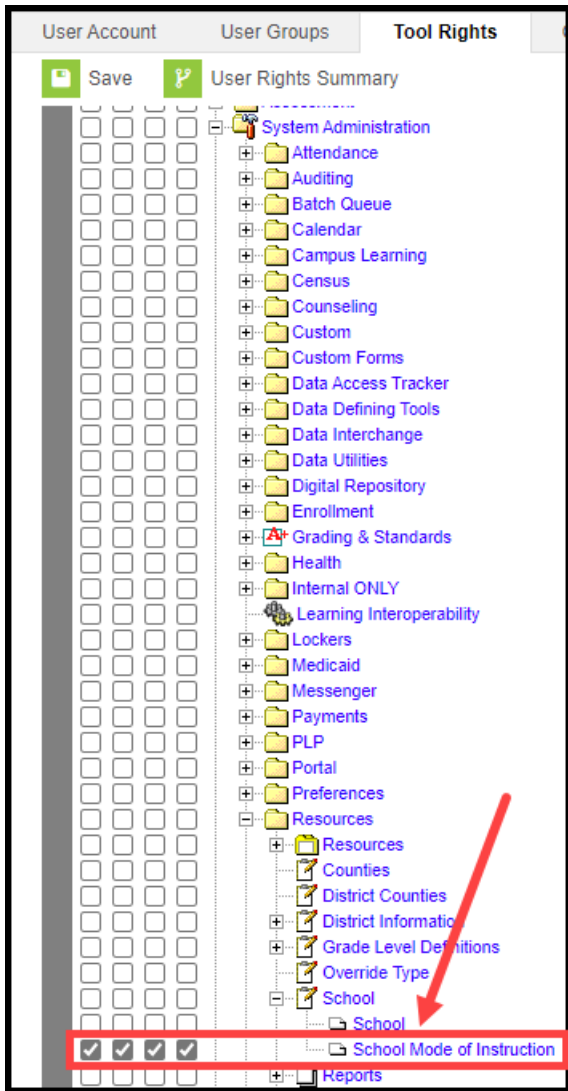 User Account User Groups Tool Rights
Save User Rights Summary
System Administration
Attendance
Auditing
Batch Queue
Calendar
Campus Learning
Census
Counseling
Custom
Custom Forms
Data Access Tracker
Data Defining Tools
Data Interchange
Data Utilities
Digital Repository
Enrollment
A+ Grading & Standards
Health
Internal ONLY
Learning Interoperability
Lockers
Medicaid
Messenger
Payments
PLP
Portal
Preferences
Resources
Resources
Counties
District Counties
District Information
Grade Level Definitions
Override Type
School
School
School Mode of Instruction
Reports